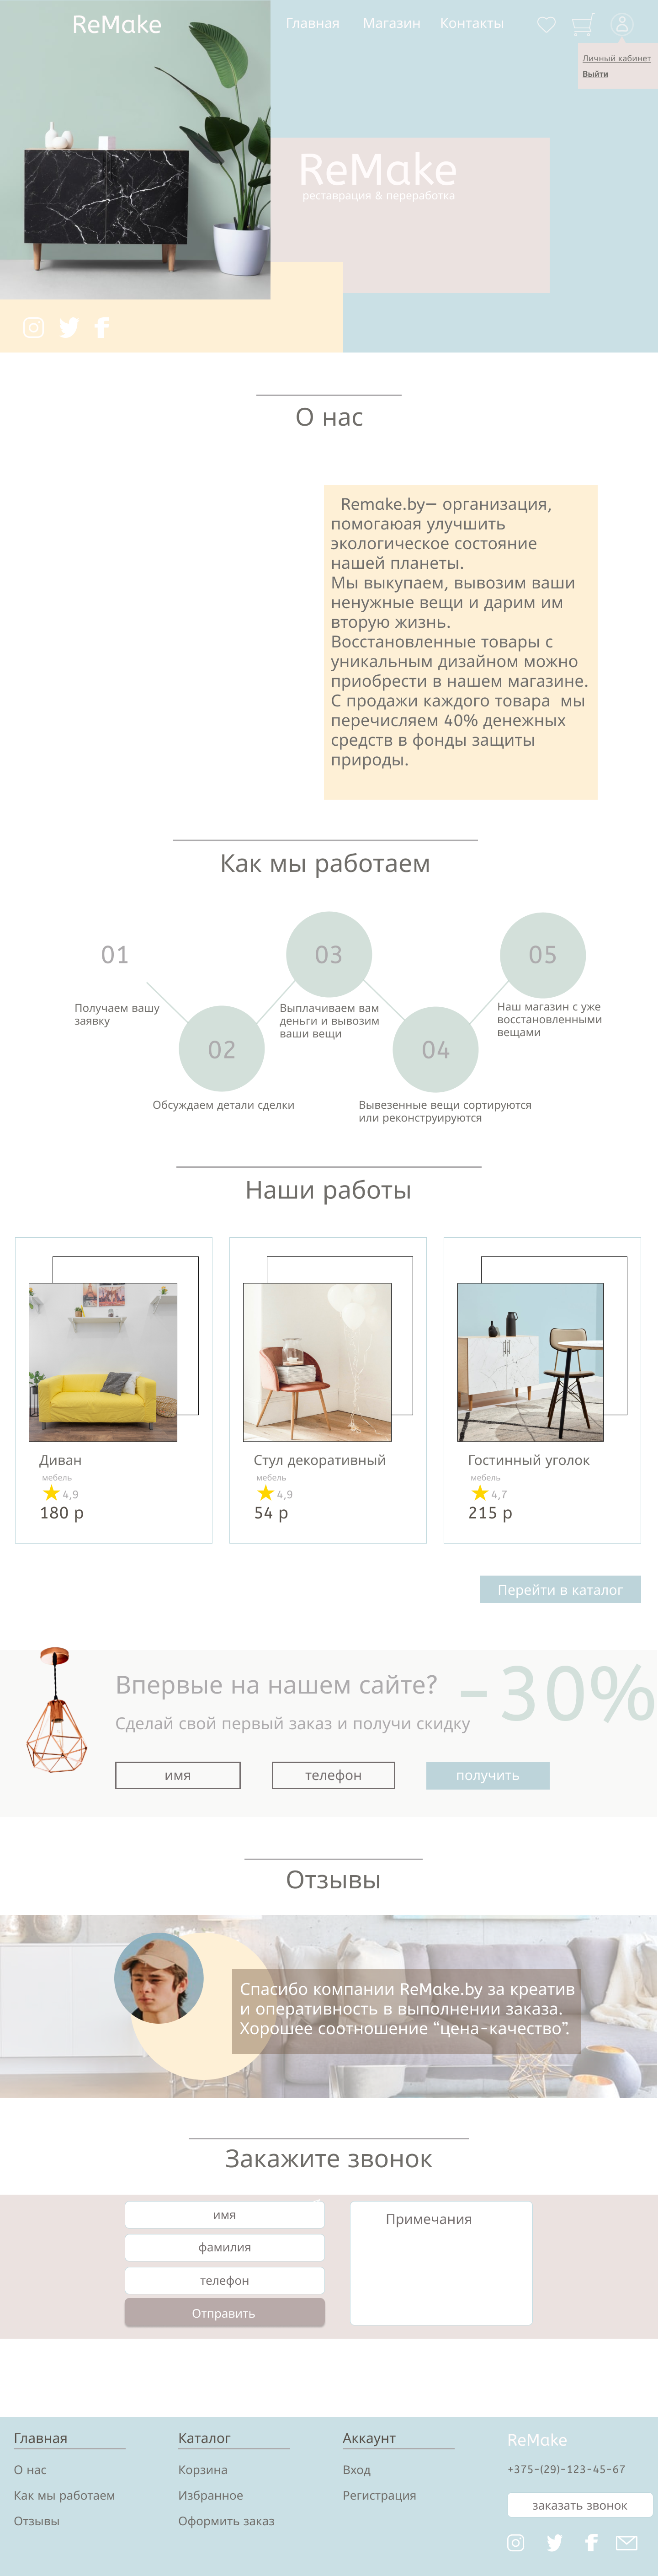 ReMake
Главная Магазин Контакты
Личный кабинет
Выйти
ReMake
реставрация & переработка
О нас
Remake.by— организация,
помогаюая улучшить
экологическое состояние
нашей планеты.
Мы выкупаем, вывозим ваши
ненужные вещи и дарим им
вторую жизнь.
Восстановленные товары с
уникальным дизайном можно
приобрести в нашем магазине.
С продажи каждого товара мы
перечисляем 40% денежных
средств в фонды защиты
природы.
Как мы работаем
01
Получаем вашу
заявку
02
Обсуждаем детали сделки
03
Выплачиваем вам
деньги и вывозим
ваши вещи
04
Вывезенные вещи сортируются
или реконструируются
05
Наш магазин с уже
восстановленными
вещами
Наши работы
Диван
мебель
4,9
180 р
Стул декоративный
мебель
4,9
54 р
Гостинный уголок
мебель
4,7
215 р
Перейти в каталог
Впервые на нашем сайте?
Сделай свой первый заказ и получи скидку
-30%
имя
телефон
получить
Отзывы
Спасибо компании ReMake.by за креатив
и оперативность в выполнении заказа.
Хорошее соотношение “цена-качество”.
Закажите звонок
имя
фамилия
телефон
Отправить
Примечания
Главная
О нас
Как мы работаем
Отзывы
Каталог
Корзина
Избранное
Оформить заказ
Аккаунт
Вход
Регистрация
ReMake
+375-(29)-123-45-67
заказать звонок